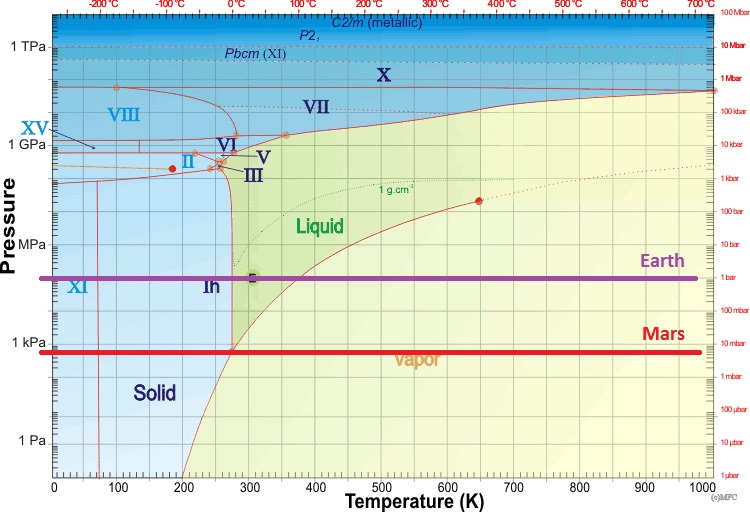 -200 °C -100 °C 0 °C 100 °C 200 °C 300 °C 400 °C 500 °C 600 °C 700 °C
100 Mbar
C2/m (metallic)
P2₁
1 TPa
10 Mbar
Pbcm (XI)
X
1 Mbar
VIII
VII
100 kbar
XV
VI
1 GPa
10 kbar
II
V
III
1 kbar
1 g.cm⁻³
100 bar
Liquid
Pressure
MPa
10 bar
Earth
E
1 bar
XI
Ih
100 mbar
Mars
1 kPa
10 mbar
Vapor
1 mbar
Solid
100 µbar
1 Pa
10 µbar
1 µbar
0 100 200 300 400 500 600 700 800 900 1000
Temperature (K)